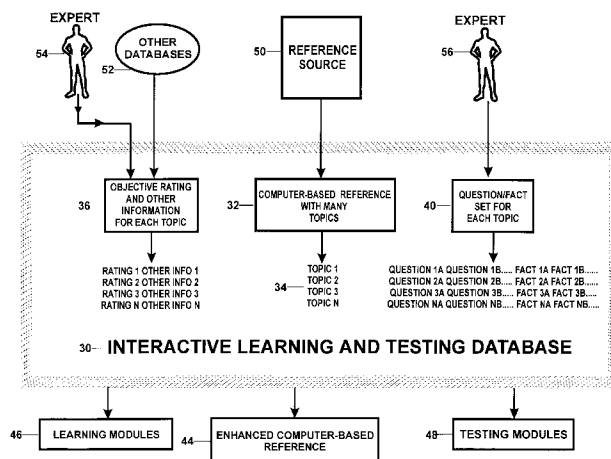 EXPERT
54
OTHER
DATABASES
52
50
REFERENCE
SOURCE
EXPERT
56
36
OBJECTIVE RATING
AND OTHER
INFORMATION
FOR EACH TOPIC
32
COMPUTER-BASED REFERENCE
WITH MANY
TOPICS
40
QUESTION/FACT
SET FOR
EACH TOPIC
RATING 1 OTHER INFO 1
RATING 2 OTHER INFO 2
RATING 3 OTHER INFO 3
RATING N OTHER INFO N
34
TOPIC 1
TOPIC 2
TOPIC 3
TOPIC N
QUESTION 1A QUESTION 1B..... FACT 1A FACT 1B.....
QUESTION 2A QUESTION 2B..... FACT 2A FACT 2B.....
QUESTION 3A QUESTION 3B..... FACT 3A FACT 3B.....
QUESTION NA QUESTION NB..... FACT NA FACT NB.....
30
INTERACTIVE LEARNING AND TESTING DATABASE
46
LEARNING MODULES
44
ENHANCED COMPUTER-BASED
REFERENCE
48
TESTING MODULES